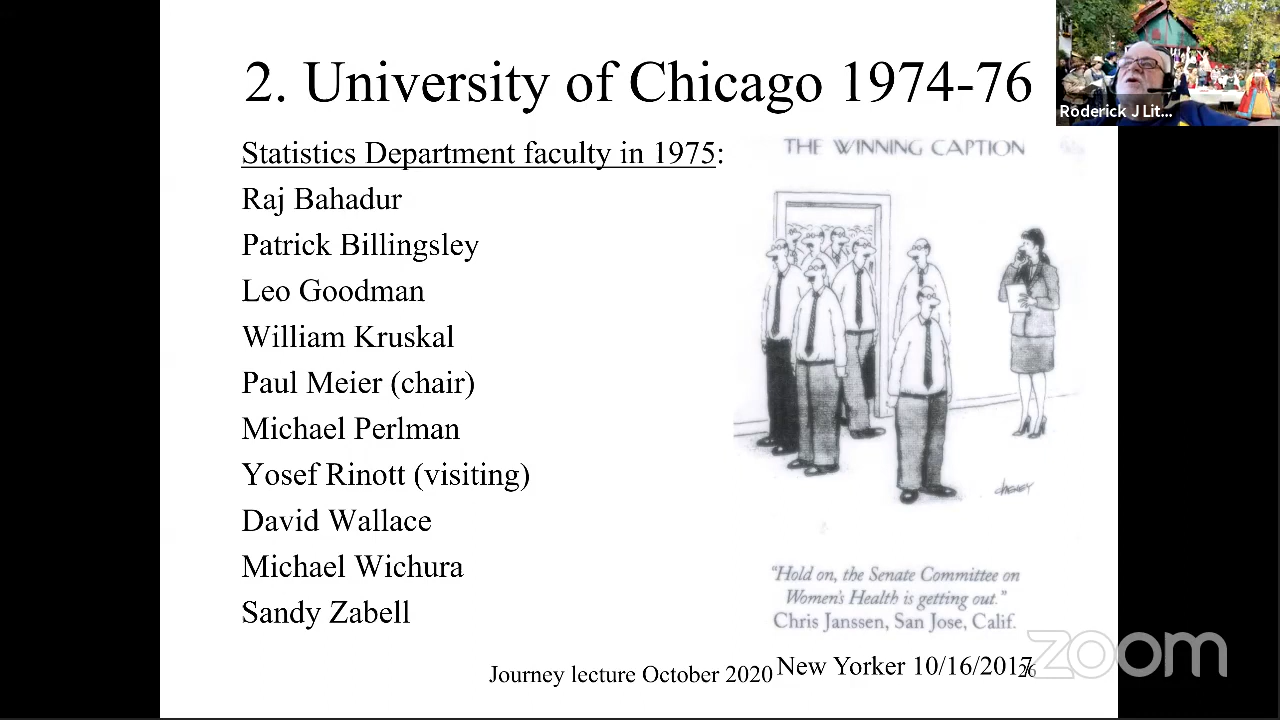 2. University of Chicago 1974-76
Roderick J Lit...
Statistics Department faculty in 1975:
Raj Bahadur
Patrick Billingsley
Leo Goodman
William Kruskal
Paul Meier (chair)
Michael Perlman
Yosef Rinott (visiting)
David Wallace
Michael Wichura
Sandy Zabell
THE WINNING CAPTION
Chesley
"Hold on, the Senate Committee on
Women's Health is getting out."
Chris Janssen, San Jose, Calif.
Journey lecture October 2020
New Yorker 10/16/2017
26
zoom